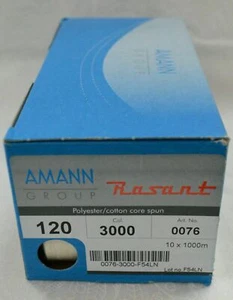 AMANN
GROUP
AMANN
GROUP
Rasant
Polyester/cotton core spun
Col. Art. No.
120 3000 0076
10 x 1000m
0076-3000-F54LN
Lot no. F54LN